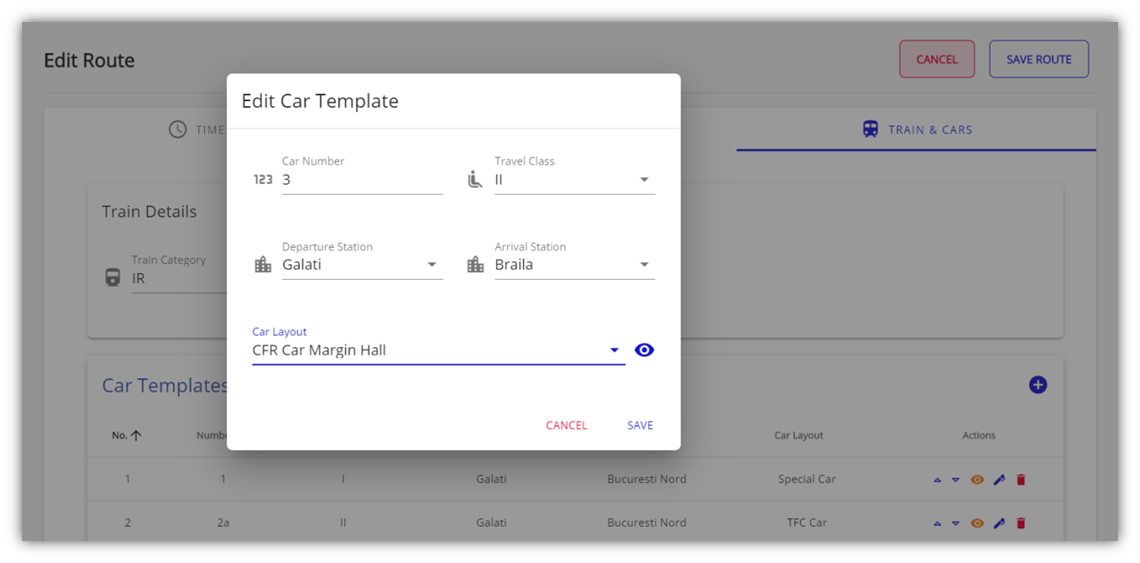 Edit Route
CANCEL
SAVE ROUTE
Edit Car Template
TIME
TRAIN & CARS
Car Number
123 3
Travel Class
II
Train Details
Departure Station
Galati
Arrival Station
Braila
Train Category
IR
Car Layout
CFR Car Margin Hall
Car Templates
CANCEL
SAVE
No. Numbe Car Layout Actions
1 1 I Galati Bucuresti Nord Special Car
2 2a II Galati Bucuresti Nord TFC Car